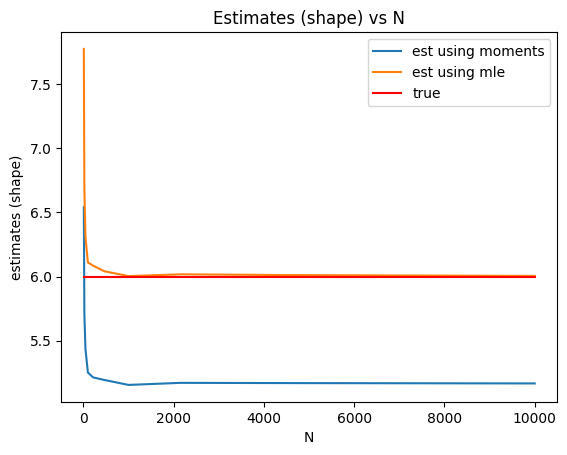 Estimates (shape) vs N
est using moments
est using mle
true
estimates (shape)
7.5
7.0
6.5
6.0
5.5
0
2000
4000
6000
8000
10000
N